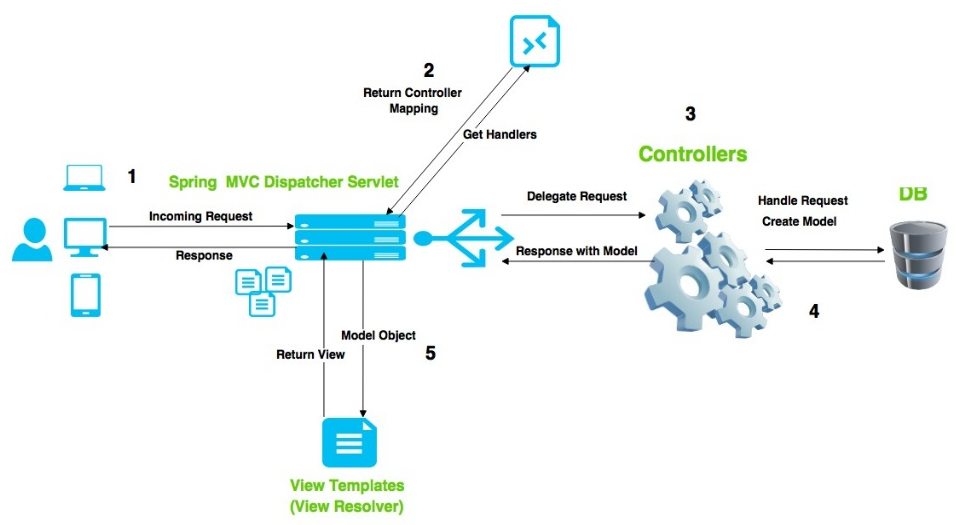 2
Return Controller
Mapping
Get Handlers
3
Controllers
1
Spring MVC Dispatcher Servlet
Incoming Request
Response
Delegate Request
Response with Model
Handle Request
Create Model
DB
4
Model Object
5
Return View
View Templates
(View Resolver)